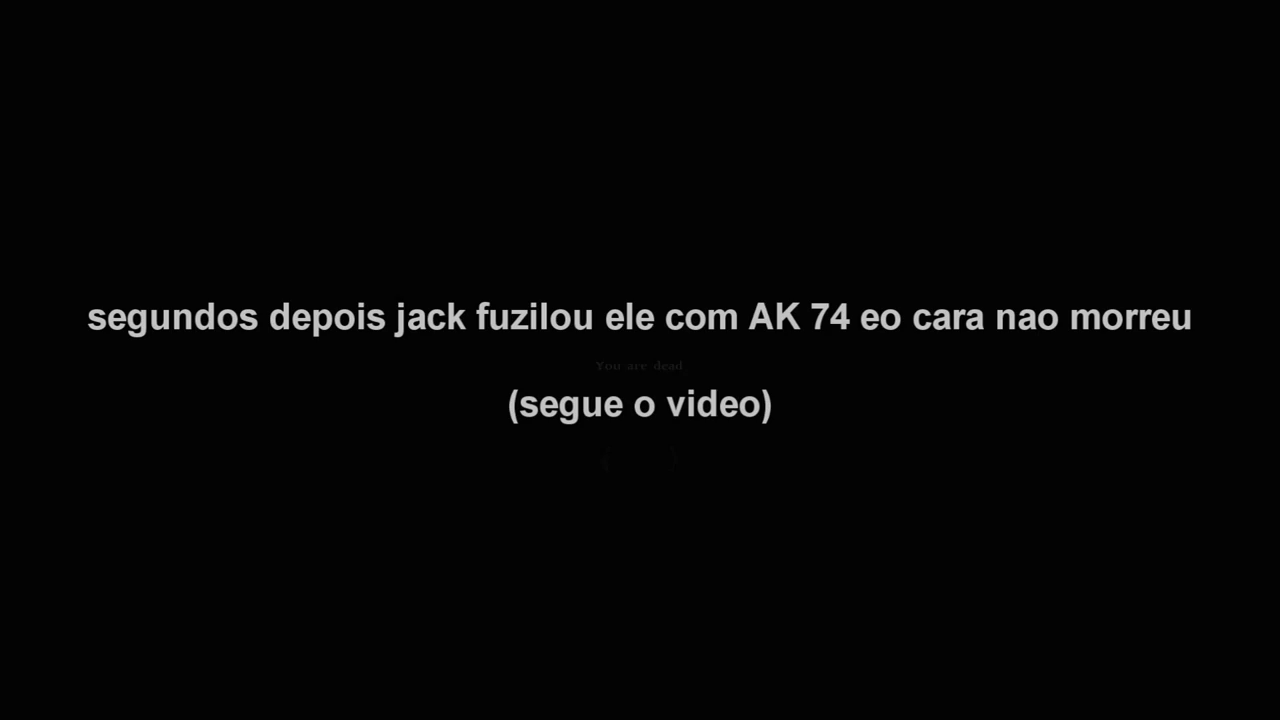 segundos depois jack fuzilou ele com AK 74 eo cara nao morreu
You are dead
(segue o video)